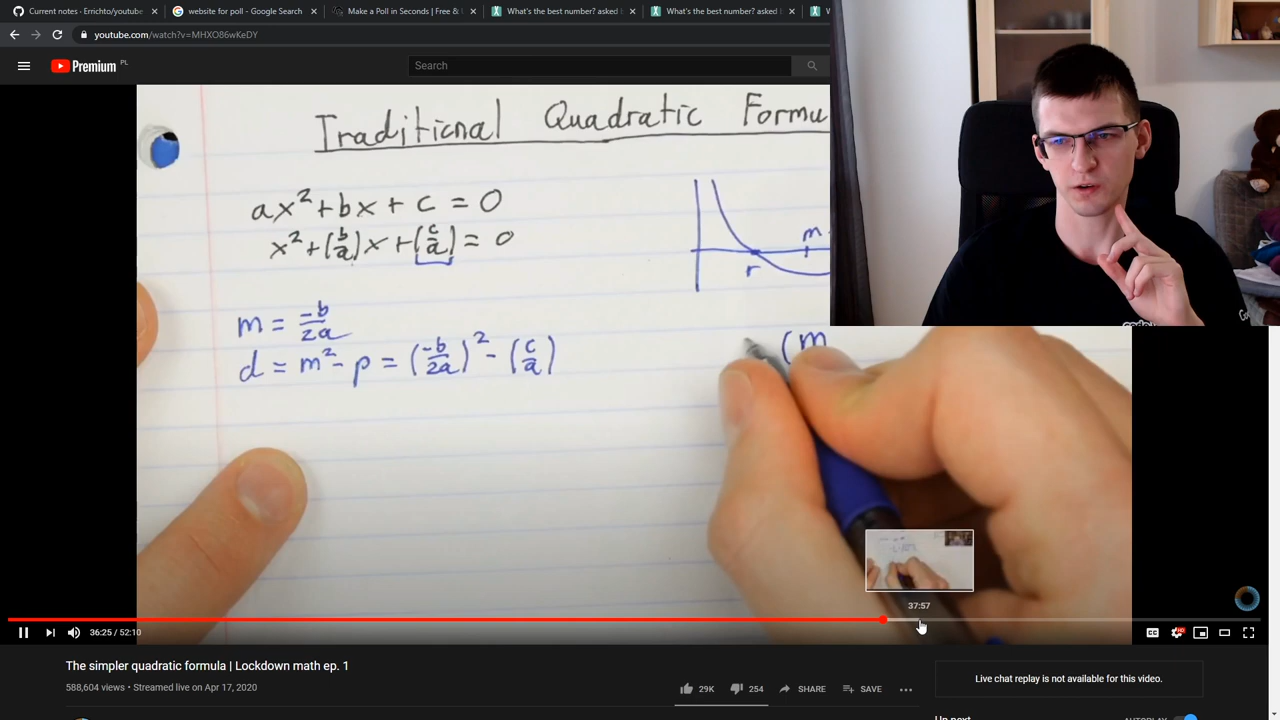 Current notes - Errichto/youtube
website for poll - Google Search
Make a Poll in Seconds | Free &
What's the best number? asked
What's the best number? asked
youtube.com/watch?v=MHXO86wKeDY
Premium PL
Search
Traditional Quadratic Formu
ax² + bx + c = 0
x² + (b/a)x + (c/a) = 0
m
r
m = -b/2a
d = m² - p = (-b/2a)² - (c/a)
(m
37:57
36:25 / 52:10
HD
The simpler quadratic formula | Lockdown math ep. 1
588,604 views • Streamed live on Apr 17, 2020
29K
254
SHARE
SAVE
Live chat replay is not available for this video.
Up next
AUTOPLAY